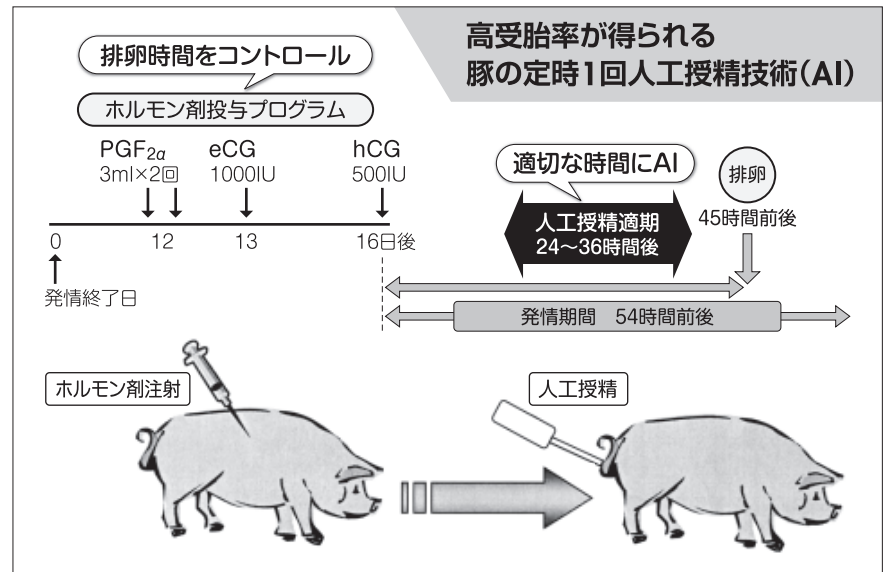 高受胎率が得られる
豚の定時1回人工授精技術(AI)
排卵時間をコントロール
ホルモン剤投与プログラム
PGF2α eCG hCG
3ml×2回 1000IU 500IU
0 12 13 16日後
発情終了日
適切な時間にAI
人工授精適期
24〜36時間後
排卵
45時間前後
発情期間 54時間前後
ホルモン剤注射
人工授精